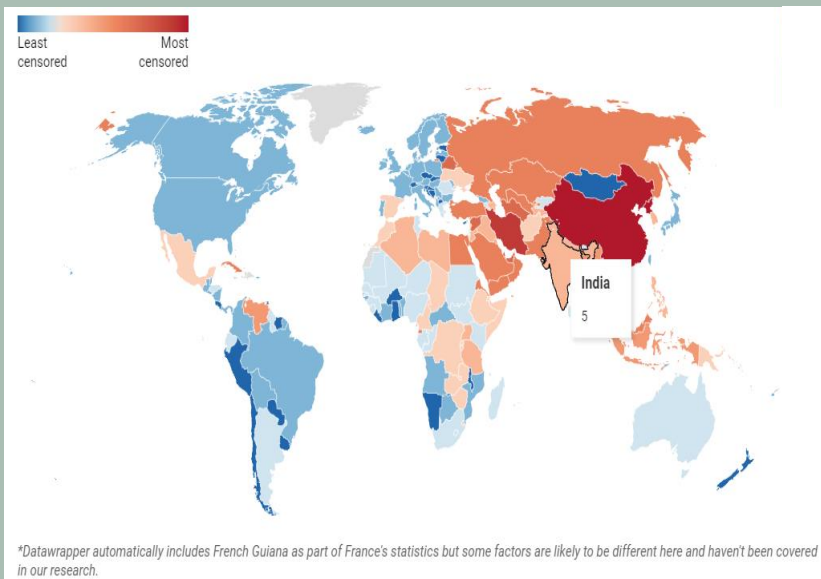 Least censored
Most censored
India
5
*Datawrapper automatically includes French Guiana as part of France's statistics but some factors are likely to be different here and haven't been covered
in our research.